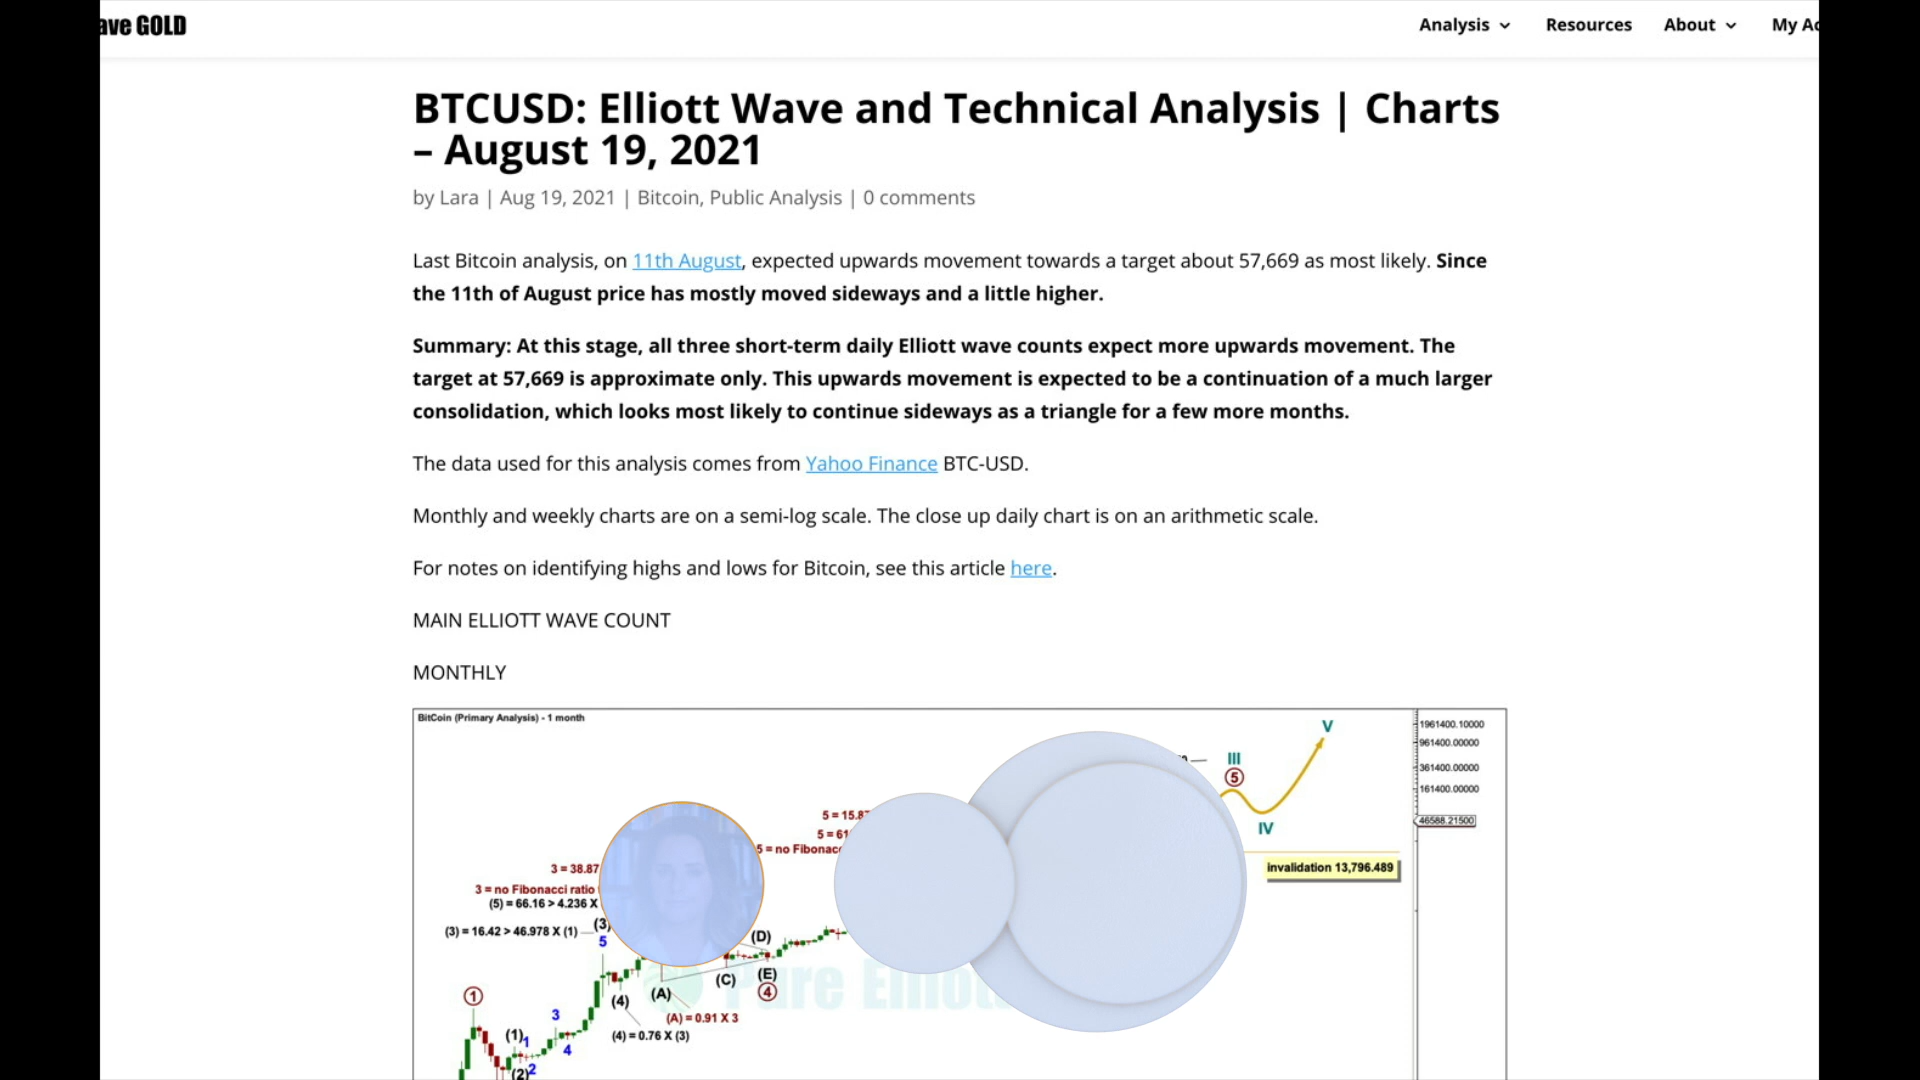 ave GOLD
Analysis Resources About My Ac
BTCUSD: Elliott Wave and Technical Analysis | Charts
– August 19, 2021
by Lara | Aug 19, 2021 | Bitcoin, Public Analysis | 0 comments
Last Bitcoin analysis, on 11th August, expected upwards movement towards a target about 57,669 as most likely. Since
the 11th of August price has mostly moved sideways and a little higher.
Summary: At this stage, all three short-term daily Elliott wave counts expect more upwards movement. The
target at 57,669 is approximate only. This upwards movement is expected to be a continuation of a much larger
consolidation, which looks most likely to continue sideways as a triangle for a few more months.
The data used for this analysis comes from Yahoo Finance BTC-USD.
Monthly and weekly charts are on a semi-log scale. The close up daily chart is on an arithmetic scale.
For notes on identifying highs and lows for Bitcoin, see this article here.
MAIN ELLIOTT WAVE COUNT
MONTHLY
BitCoin (Primary Analysis) - 1 month
V
1961400.10000
961400.00000
III
361400.00000
5
161400.00000
5 = 15.87
46588.21500
IV
5 = 61
5 = no Fibonacc
invalidation 13,796.489
3 = 38.87
3 = no Fibonacci ratio
(5) = 66.16 > 4.236 X
(3) = 16.42 > 46.978 X (1)
(3)
5
(D)
(E)
(C)
4
(A)
(4)
Pure Elliott
1
3
(A) = 0.91 X 3
(4) = 0.76 X (3)
(1)
1
4
(2)
2